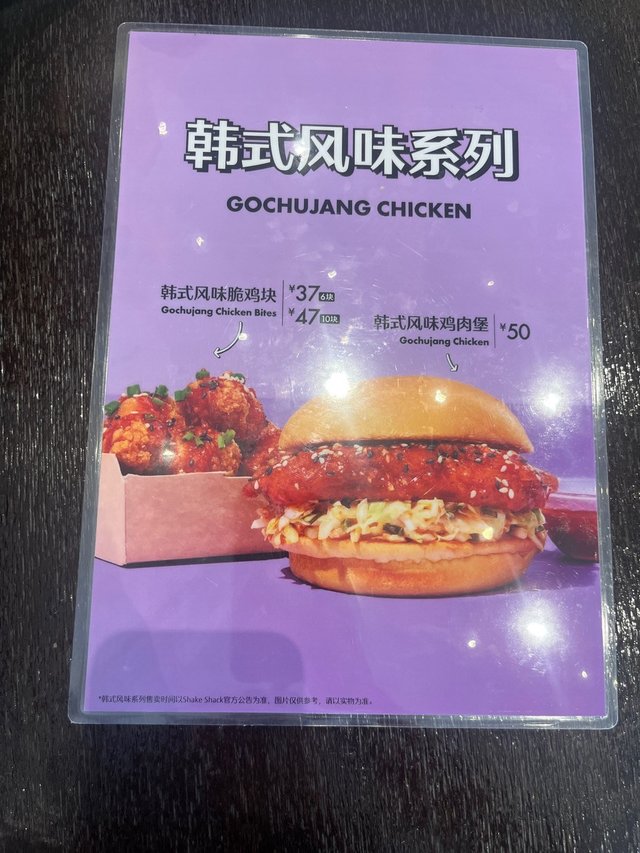 韩式风味系列
GOCHUJANG CHICKEN
韩式风味脆鸡块 ¥37 6块
Gochujang Chicken Bites ¥47 10块
韩式风味鸡肉堡 ¥50
Gochujang Chicken
*韩式风味系列售卖时间以Shake Shack官方公告为准，图片仅供参考，请以实物为准。